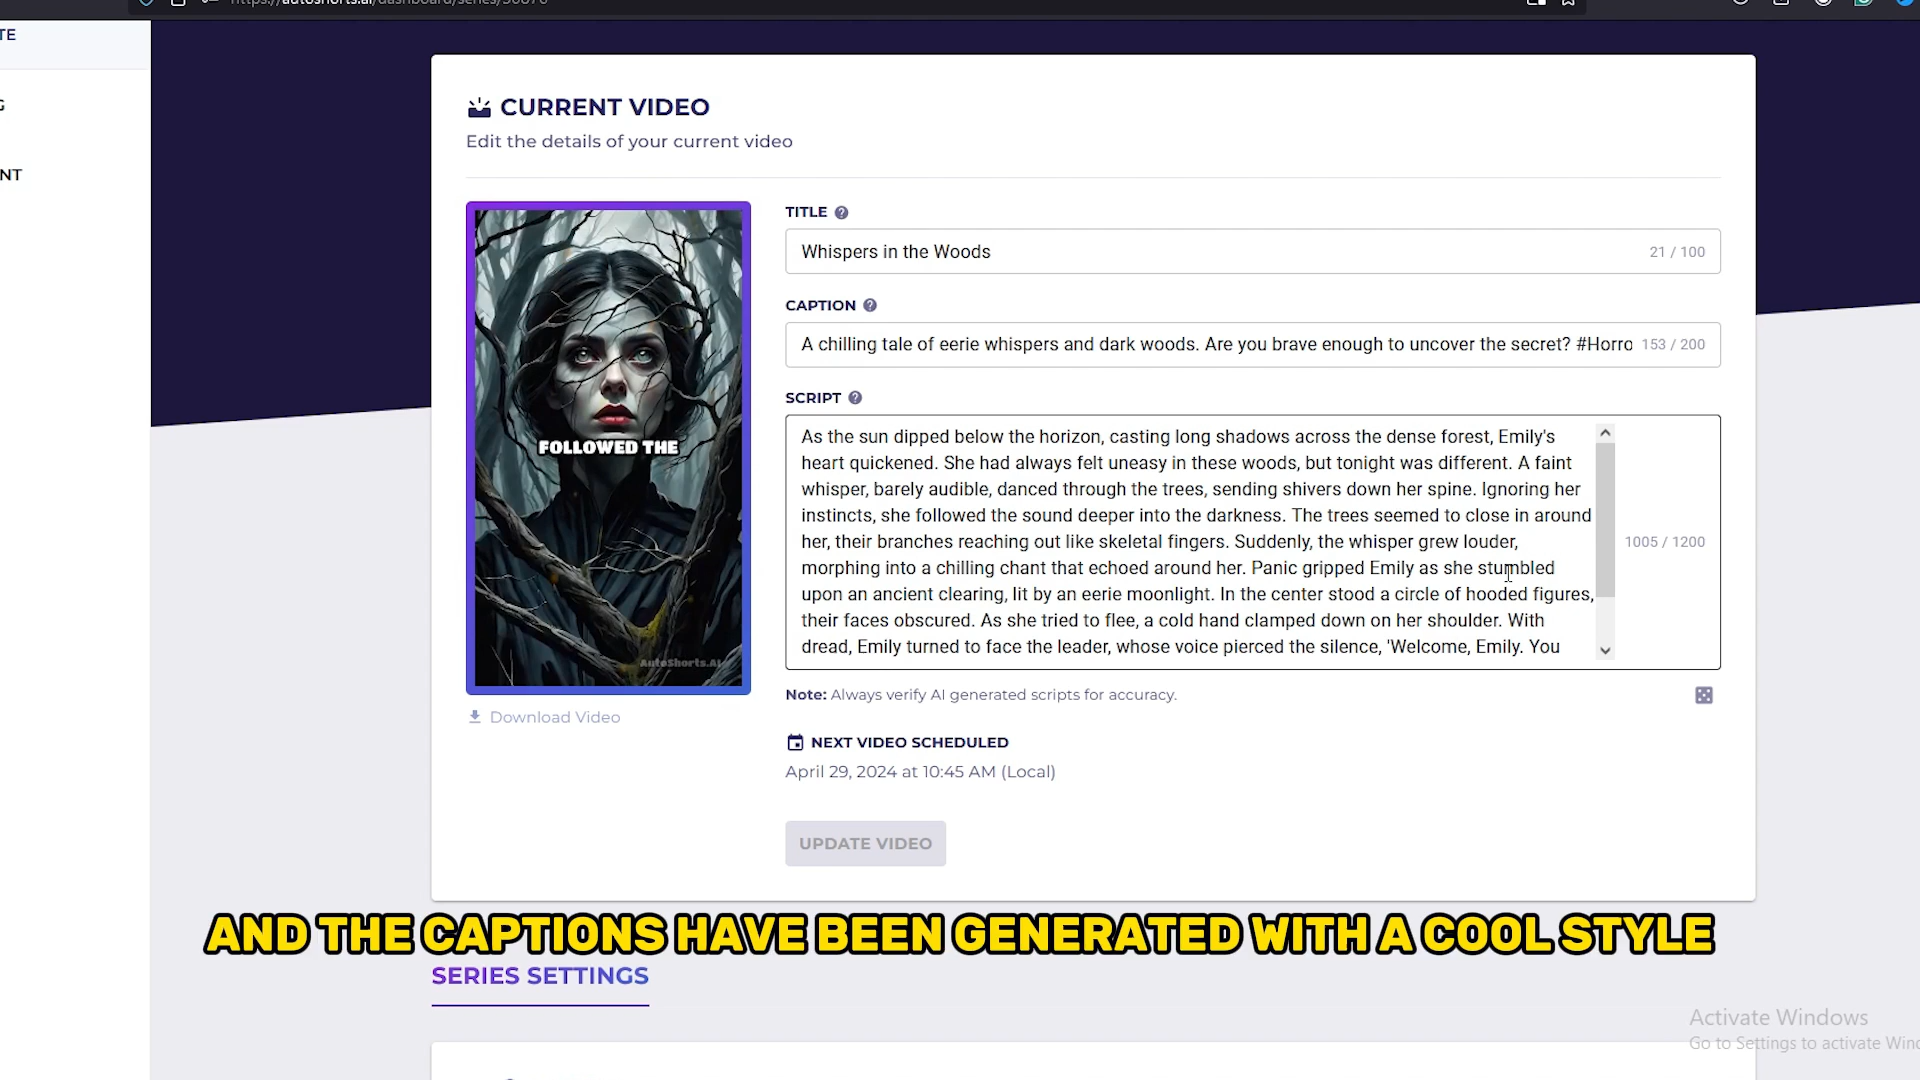 TE
G
NT
CURRENT VIDEO
Edit the details of your current video
FOLLOWED THE
AutoShorts.AI
Download Video
TITLE
Whispers in the Woods
21 / 100
CAPTION
A chilling tale of eerie whispers and dark woods. Are you brave enough to uncover the secret? #Horro
153 / 200
SCRIPT
As the sun dipped below the horizon, casting long shadows across the dense forest, Emily's
heart quickened. She had always felt uneasy in these woods, but tonight was different. A faint
whisper, barely audible, danced through the trees, sending shivers down her spine. Ignoring her
instincts, she followed the sound deeper into the darkness. The trees seemed to close in around
her, their branches reaching out like skeletal fingers. Suddenly, the whisper grew louder,
morphing into a chilling chant that echoed around her. Panic gripped Emily as she stumbled
upon an ancient clearing, lit by an eerie moonlight. In the center stood a circle of hooded figures,
their faces obscured. As she tried to flee, a cold hand clamped down on her shoulder. With
dread, Emily turned to face the leader, whose voice pierced the silence, 'Welcome, Emily. You
1005 / 1200
Note: Always verify AI generated scripts for accuracy.
NEXT VIDEO SCHEDULED
April 29, 2024 at 10:45 AM (Local)
UPDATE VIDEO
AND THE CAPTIONS HAVE BEEN GENERATED WITH A COOL STYLE
SERIES SETTINGS
Activate Windows
Go to Settings to activate Win